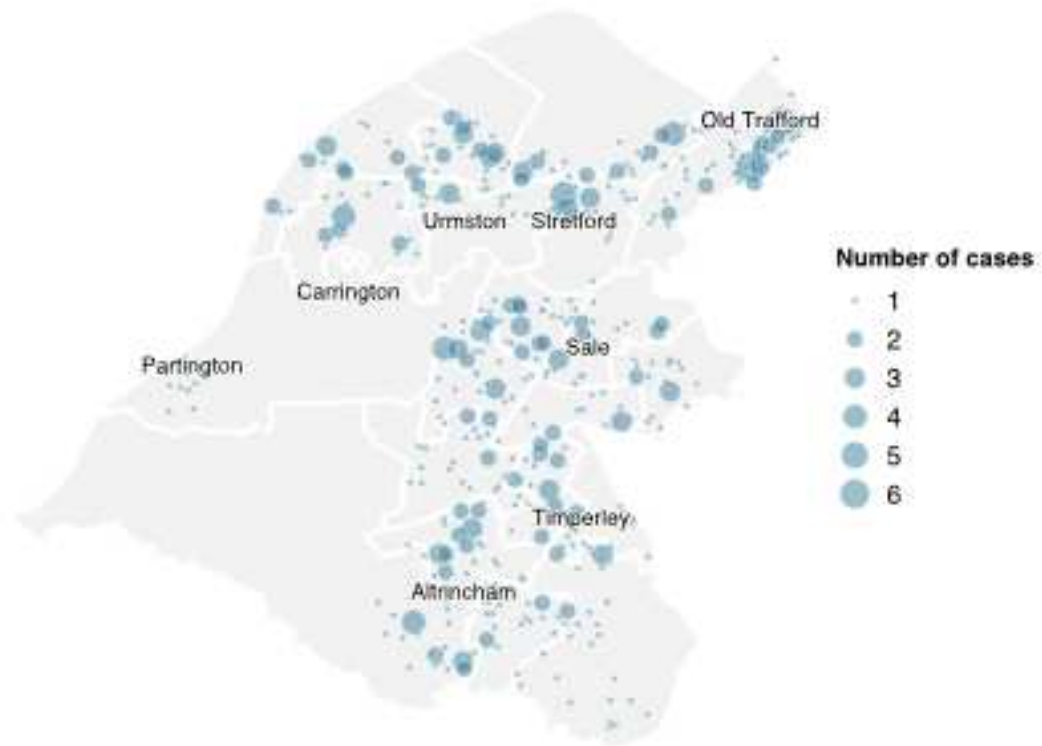 Old Trafford
Urmston
Stretford
Carrington
Number of cases
1
2
3
4
5
6
Sale
Partington
Timperley
Altrincham